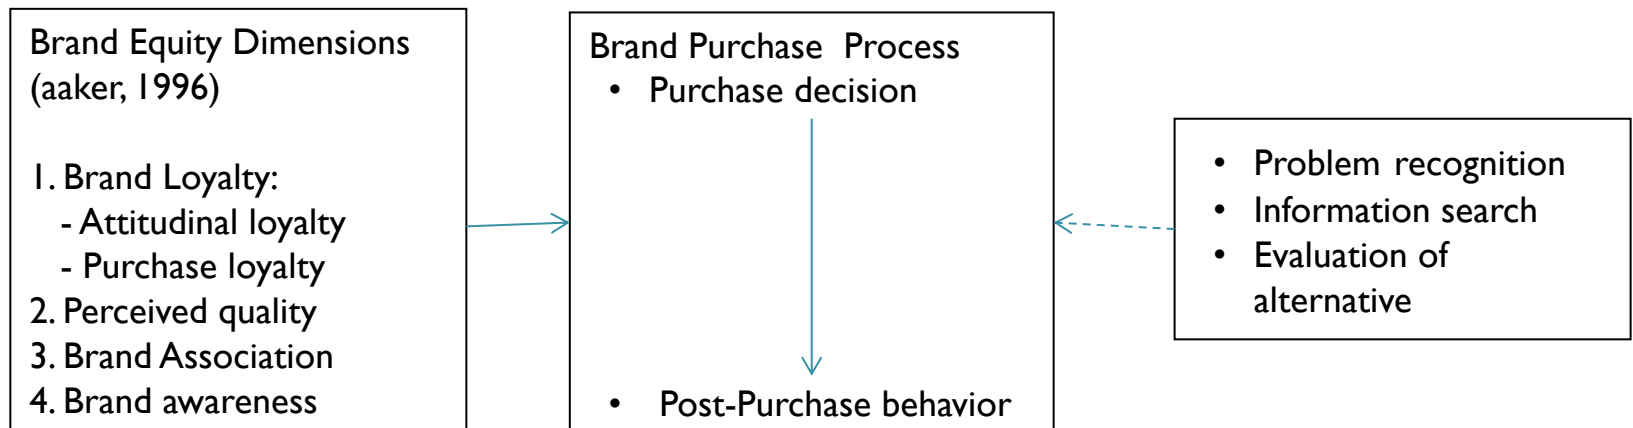 Brand Equity Dimensions
(aaker, 1996)
1. Brand Loyalty:
- Attitudinal loyalty
- Purchase loyalty
2. Perceived quality
3. Brand Association
4. Brand awareness
Brand Purchase Process
• Purchase decision
• Post-Purchase behavior
• Problem recognition
• Information search
• Evaluation of
alternative